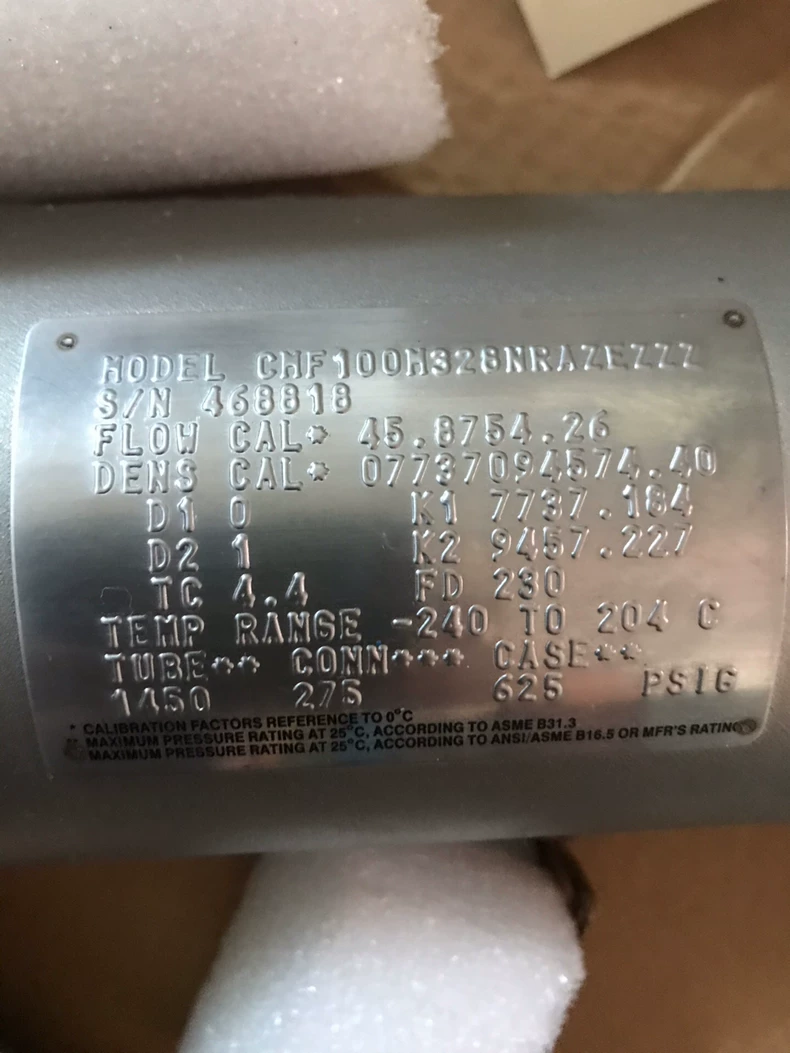 MODEL CMF100M328NRAZEZZZ
S/N 468818
FLOW CAL* 45.8754.26
DENS CAL* 07737094574.40
D1 0 K1 7737.184
D2 1 K2 9457.227
TC 4.4 FD 230
TEMP RANGE -240 TO 204 C
TUBE** CONN*** CASE**
1450 275 625 PSIG
* CALIBRATION FACTORS REFERENCE TO 0°C
** MAXIMUM PRESSURE RATING AT 25°C, ACCORDING TO ASME B31.3
MAXIMUM PRESSURE RATING AT 25°C, ACCORDING TO ANSI/ASME B16.5 OR MFR'S RATING